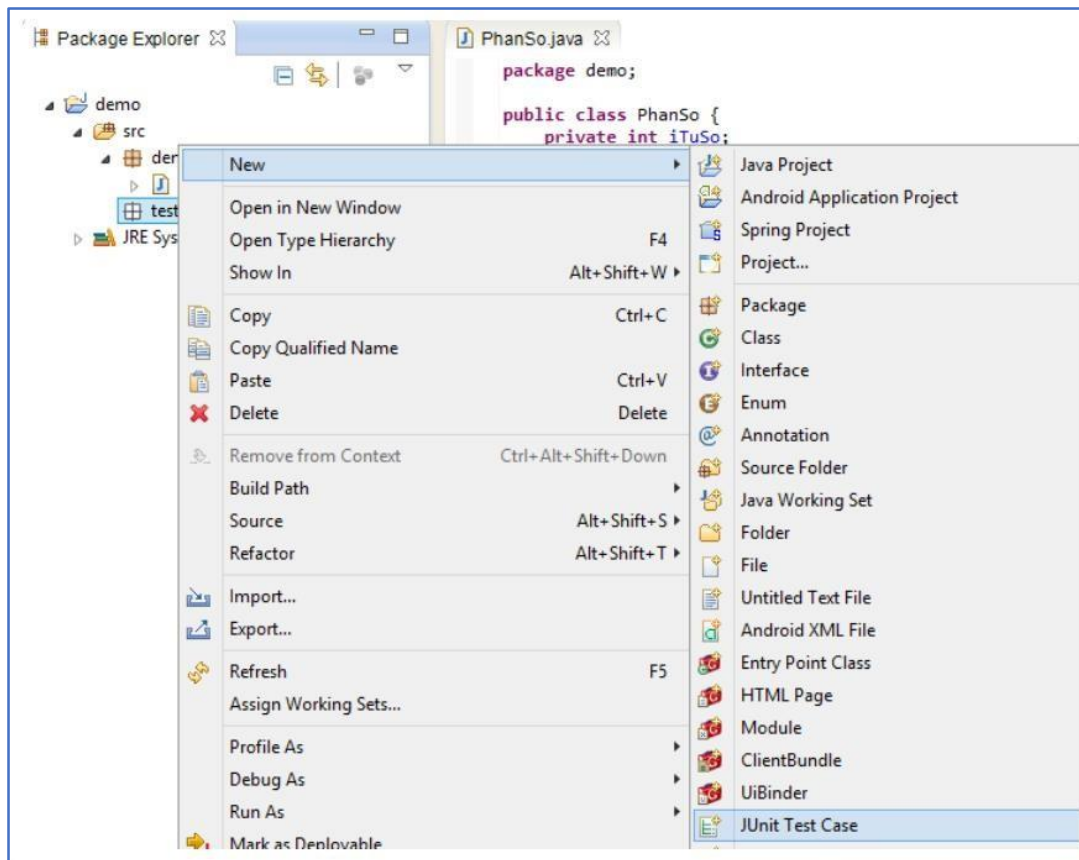 Package Explorer
PhanSo.java
package demo;
demo
public class PhanSo {
src
private int iTuSo;
New
Java Project
Android Application Project
test
Open in New Window
Spring Project
JRE Sys
Open Type Hierarchy F4
Show In Alt+Shift+W
Project...
Copy Ctrl+C
Package
Copy Qualified Name
Class
Paste Ctrl+V
Interface
Delete Delete
Enum
Annotation
Remove from Context Ctrl+Alt+Shift+Down
Source Folder
Build Path
Java Working Set
Source Alt+Shift+S
Folder
Refactor Alt+Shift+T
File
Import...
Untitled Text File
Export...
Android XML File
Refresh F5
Entry Point Class
Assign Working Sets...
HTML Page
Module
Profile As
ClientBundle
Debug As
UiBinder
Run As
JUnit Test Case
Mark as Deployable